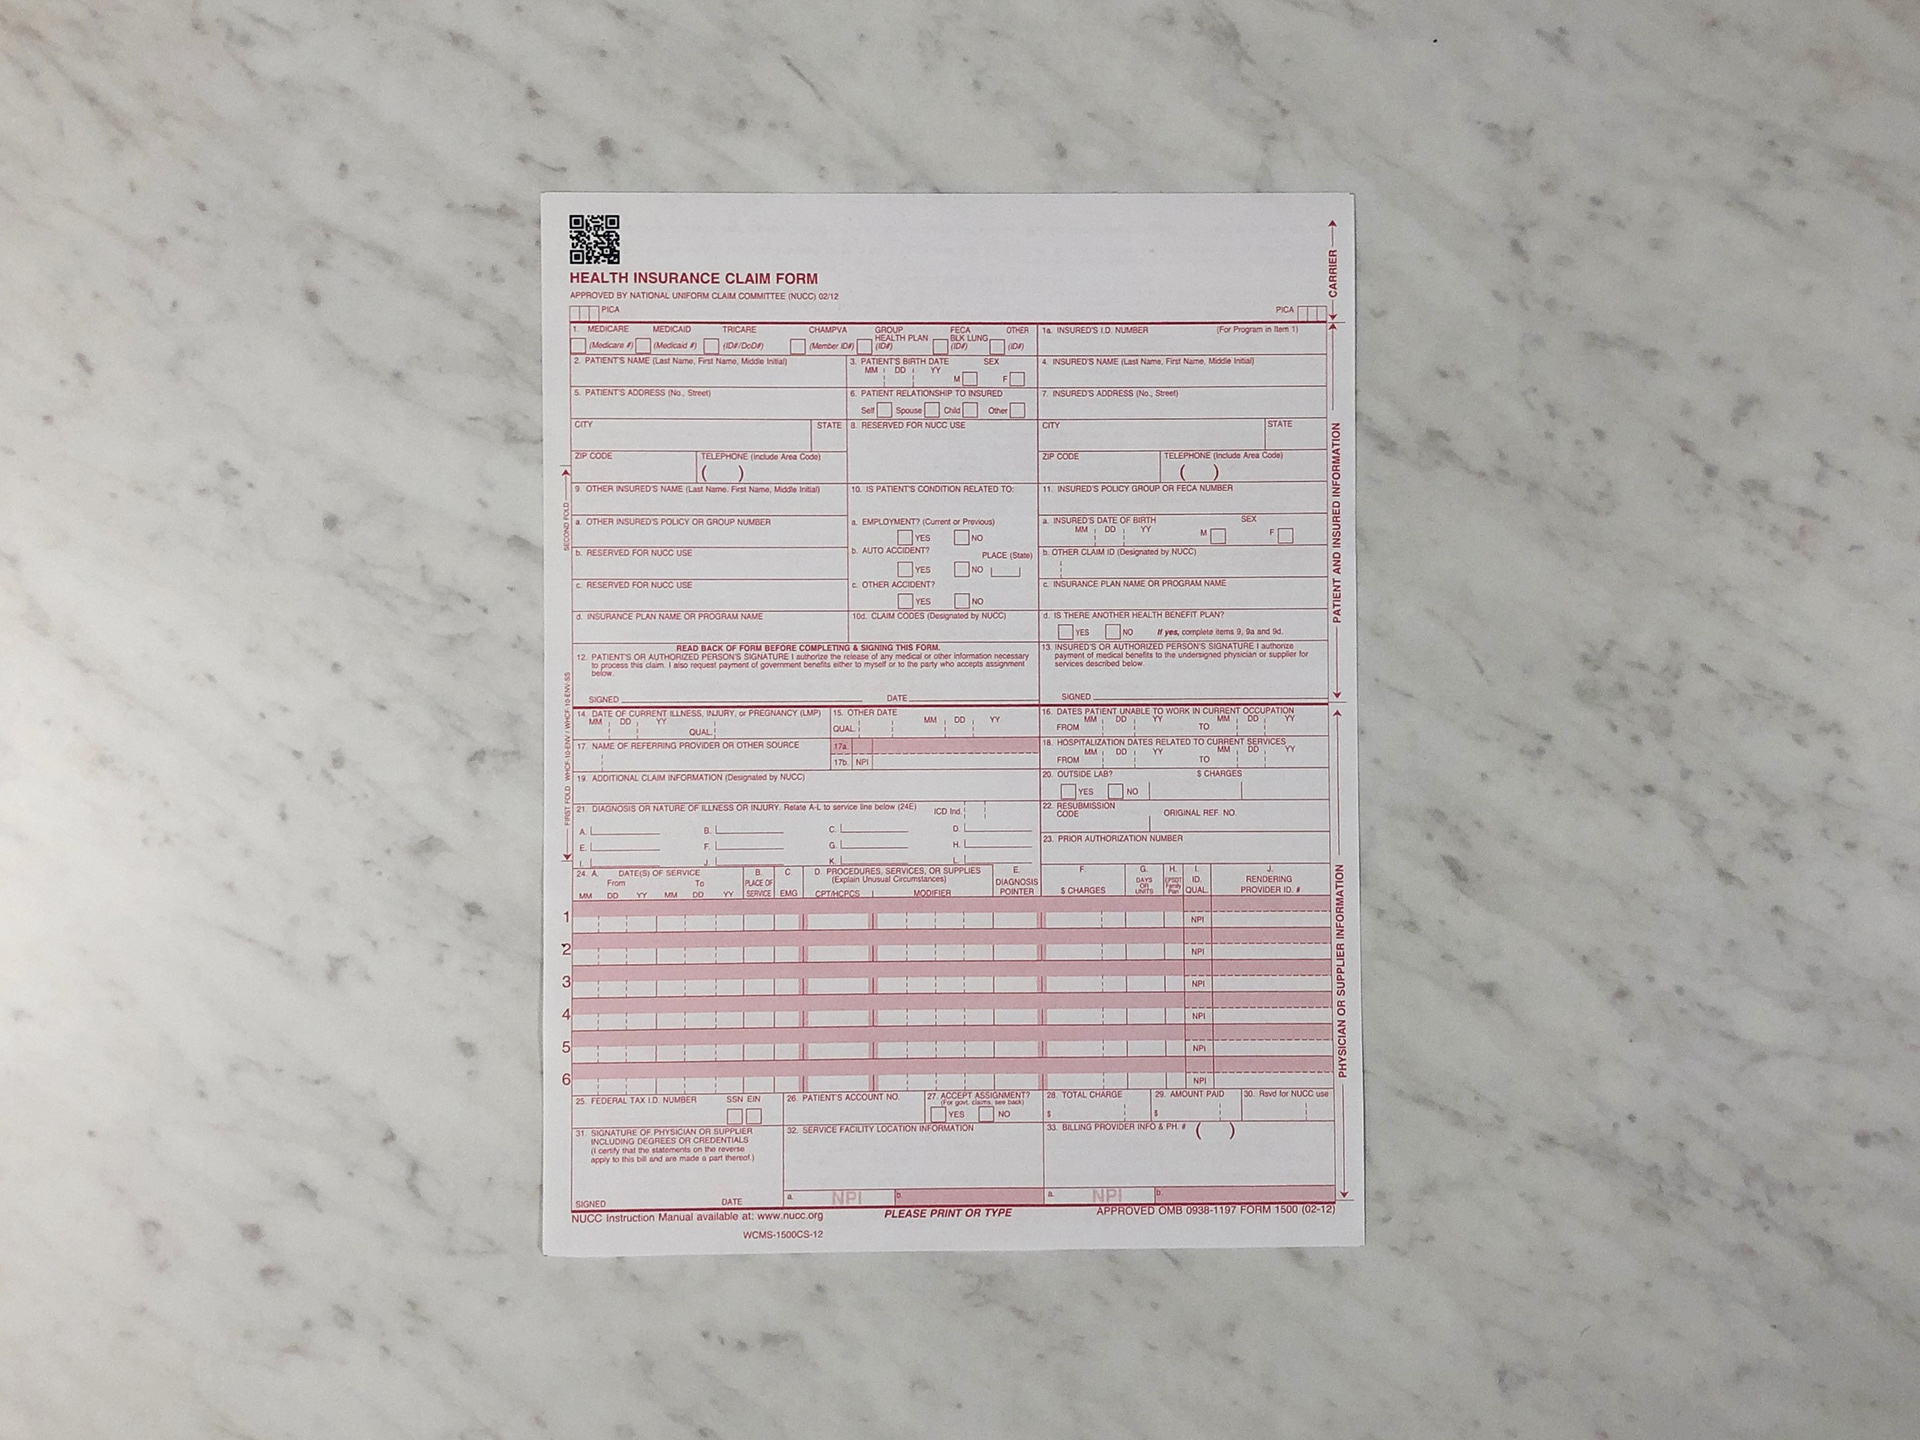 HEALTH INSURANCE CLAIM FORM
APPROVED BY NATIONAL UNIFORM CLAIM COMMITTEE (NUCC) 02/12
PICA
PICA
CARRIER
1. MEDICARE MEDICAID TRICARE CHAMPVA GROUP HEALTH PLAN FECA BLK LUNG OTHER
(Medicare #) (Medicaid #) (ID#/DoD#) (Member ID#) (ID#) (ID#) (ID#)
1a. INSURED'S I.D. NUMBER (For Program in Item 1)
2. PATIENT'S NAME (Last Name, First Name, Middle Initial)
3. PATIENT'S BIRTH DATE SEX
MM DD YY M F
4. INSURED'S NAME (Last Name, First Name, Middle Initial)
5. PATIENT'S ADDRESS (No., Street)
6. PATIENT RELATIONSHIP TO INSURED
Self Spouse Child Other
7. INSURED'S ADDRESS (No., Street)
CITY STATE
8. RESERVED FOR NUCC USE
CITY STATE
ZIP CODE TELEPHONE (Include Area Code)
( )
ZIP CODE TELEPHONE (Include Area Code)
( )
9. OTHER INSURED'S NAME (Last Name, First Name, Middle Initial)
10. IS PATIENT'S CONDITION RELATED TO:
11. INSURED'S POLICY GROUP OR FECA NUMBER
a. OTHER INSURED'S POLICY OR GROUP NUMBER
a. EMPLOYMENT? (Current or Previous)
YES NO
a. INSURED'S DATE OF BIRTH SEX
MM DD YY M F
b. RESERVED FOR NUCC USE
b. AUTO ACCIDENT? PLACE (State)
YES NO
b. OTHER CLAIM ID (Designated by NUCC)
c. RESERVED FOR NUCC USE
c. OTHER ACCIDENT?
YES NO
c. INSURANCE PLAN NAME OR PROGRAM NAME
d. INSURANCE PLAN NAME OR PROGRAM NAME
10d. CLAIM CODES (Designated by NUCC)
d. IS THERE ANOTHER HEALTH BENEFIT PLAN?
YES NO If yes, complete items 9, 9a and 9d.
READ BACK OF FORM BEFORE COMPLETING & SIGNING THIS FORM.
12. PATIENT'S OR AUTHORIZED PERSON'S SIGNATURE I authorize the release of any medical or other information necessary
to process this claim. I also request payment of government benefits either to myself or to the party who accepts assignment
below.
SIGNED DATE
13. INSURED'S OR AUTHORIZED PERSON'S SIGNATURE I authorize
payment of medical benefits to the undersigned physician or supplier for
services described below.
SIGNED
PATIENT AND INSURED INFORMATION
SECOND FOLD
14. DATE OF CURRENT ILLNESS, INJURY, or PREGNANCY (LMP)
MM DD YY
QUAL.
15. OTHER DATE
QUAL. MM DD YY
16. DATES PATIENT UNABLE TO WORK IN CURRENT OCCUPATION
MM DD YY MM DD YY
FROM TO
17. NAME OF REFERRING PROVIDER OR OTHER SOURCE
17a.
17b. NPI
18. HOSPITALIZATION DATES RELATED TO CURRENT SERVICES
MM DD YY MM DD YY
FROM TO
19. ADDITIONAL CLAIM INFORMATION (Designated by NUCC)
20. OUTSIDE LAB? $ CHARGES
YES NO
21. DIAGNOSIS OR NATURE OF ILLNESS OR INJURY. Relate A-L to service line below (24E) ICD Ind.
A. B. C. D.
E. F. G. H.
I. J. K. L.
22. RESUBMISSION
CODE ORIGINAL REF. NO.
23. PRIOR AUTHORIZATION NUMBER
FIRST FOLD WHCF-10-ENV / WHCF-10-ENV-SS
24. A. DATE(S) OF SERVICE
From To
MM DD YY MM DD YY
B.
PLACE OF
SERVICE
C.
EMG
D. PROCEDURES, SERVICES, OR SUPPLIES
(Explain Unusual Circumstances)
CPT/HCPCS MODIFIER
E.
DIAGNOSIS
POINTER
F.
$ CHARGES
G.
DAYS
OR
UNITS
H.
EPSDT
Family
Plan
I.
ID.
QUAL.
J.
RENDERING
PROVIDER ID. #
1 NPI
2 NPI
3 NPI
4 NPI
5 NPI
6 NPI
PHYSICIAN OR SUPPLIER INFORMATION
25. FEDERAL TAX I.D. NUMBER SSN EIN
26. PATIENT'S ACCOUNT NO.
27. ACCEPT ASSIGNMENT?
(For govt. claims, see back)
YES NO
28. TOTAL CHARGE
$
29. AMOUNT PAID
$
30. Rsvd for NUCC use
31. SIGNATURE OF PHYSICIAN OR SUPPLIER
INCLUDING DEGREES OR CREDENTIALS
(I certify that the statements on the reverse
apply to this bill and are made a part thereof.)
SIGNED DATE
32. SERVICE FACILITY LOCATION INFORMATION
a. NPI b.
33. BILLING PROVIDER INFO & PH. # ( )
a. NPI b.
NUCC Instruction Manual available at: www.nucc.org
PLEASE PRINT OR TYPE
APPROVED OMB 0938-1197 FORM 1500 (02-12)
WCMS-1500CS-12